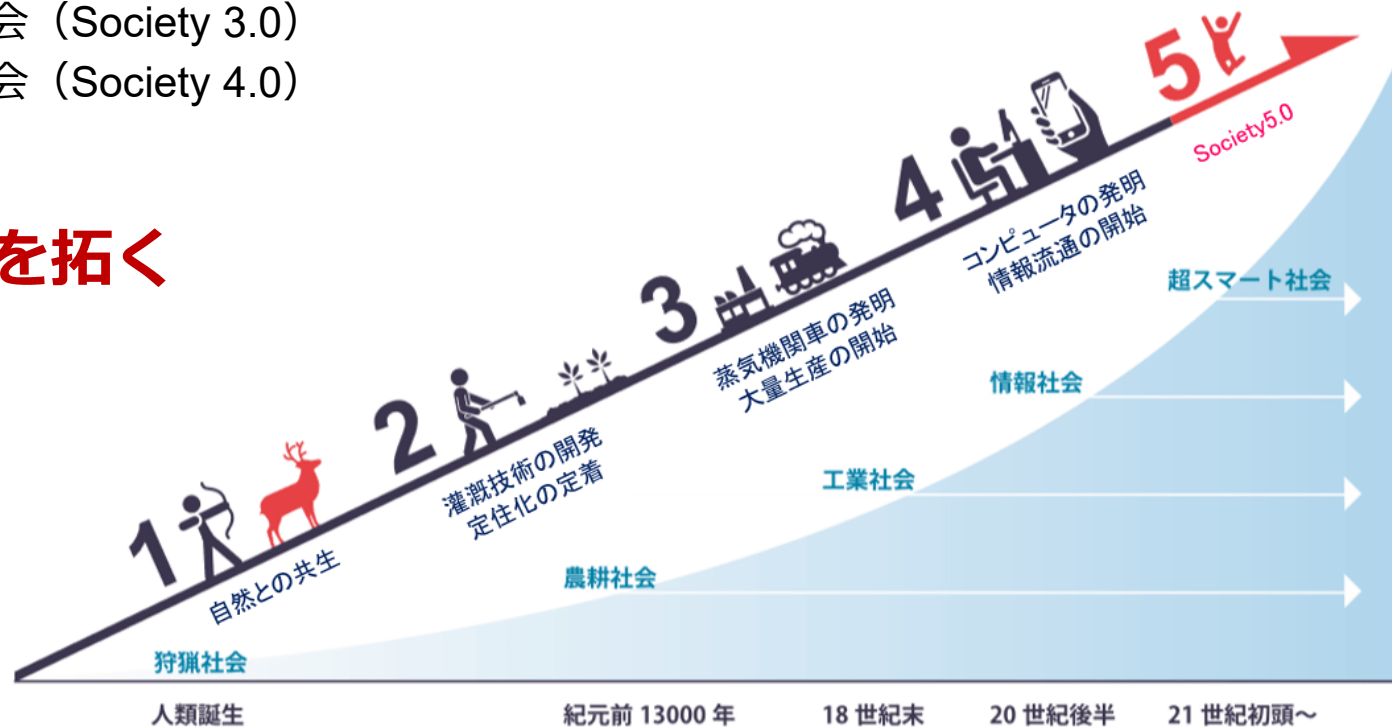 会（Society 3.0）
会（Society 4.0）
を拓く
5
Society5.0
4
コンピュータの発明
情報流通の開始
超スマート社会
3
蒸気機関車の発明
大量生産の開始
情報社会
2
灌漑技術の開発
定住化の定着
工業社会
1
自然との共生
農耕社会
狩猟社会
人類誕生
紀元前 13000 年
18 世紀末
20 世紀後半
21 世紀初頭～